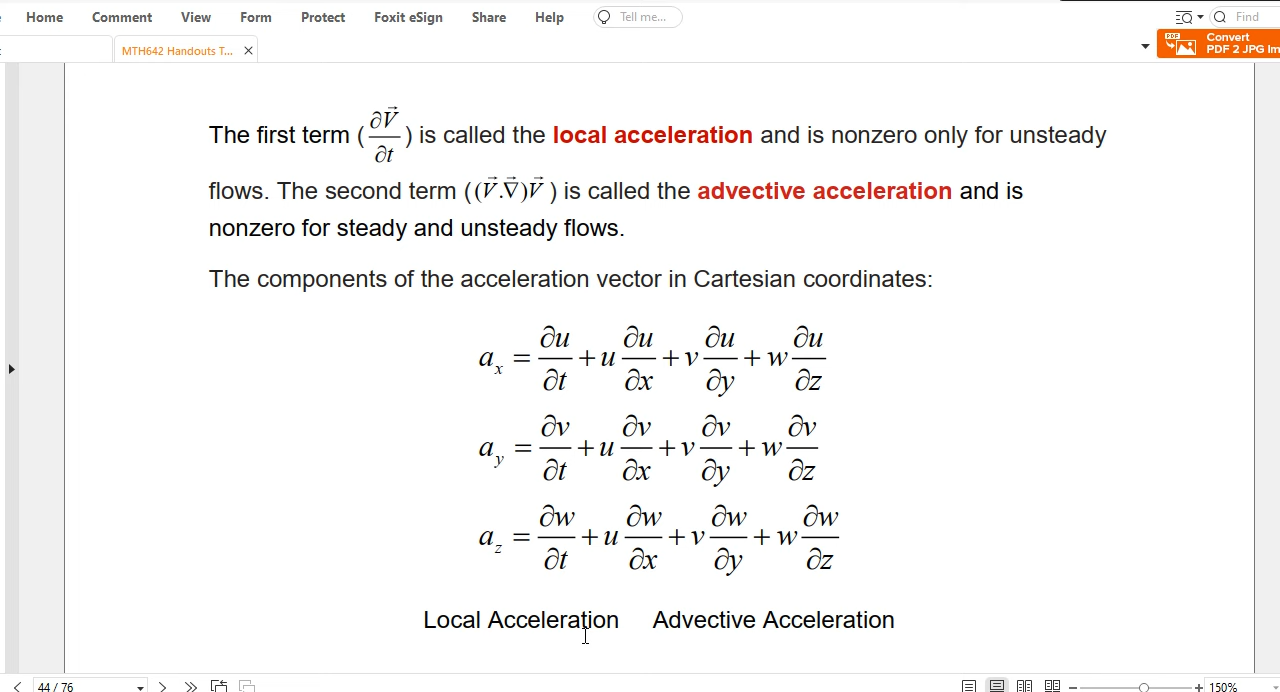 Home Comment View Form Protect Foxit eSign Share Help Tell me... Find
MTH642 Handouts T... ×
PDF Convert
PDF 2 JPG Im
The first term (∂V⃗/∂t) is called the local acceleration and is nonzero only for unsteady
flows. The second term ((V⃗.∇⃗)V⃗) is called the advective acceleration and is
nonzero for steady and unsteady flows.
The components of the acceleration vector in Cartesian coordinates:
aₓ = ∂u/∂t + u ∂u/∂x + v ∂u/∂y + w ∂u/∂z
a_y = ∂v/∂t + u ∂v/∂x + v ∂v/∂y + w ∂v/∂z
a_z = ∂w/∂t + u ∂w/∂x + v ∂w/∂y + w ∂w/∂z
Local Acceleration Advective Acceleration
44 / 76 150%